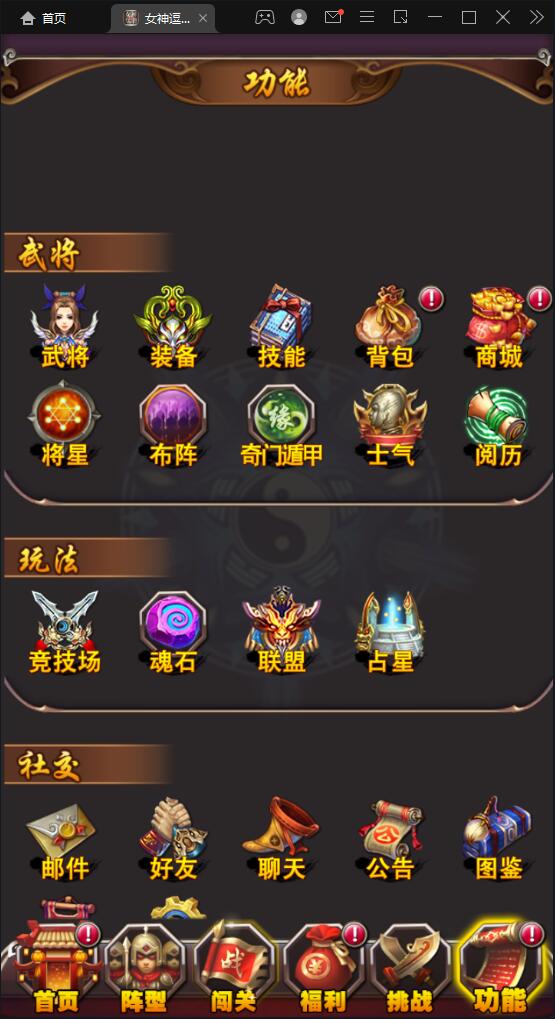 首页 女神逗...
功能
武将
武将 装备 技能 背包 商城
将星 布阵 奇门遁甲 士气 阅历
缘
玩法
竞技场 魂石 联盟 占星
社交
邮件 好友 聊天 公告 图鉴
公
战
首页 阵型 闯关 福利 挑战 功能